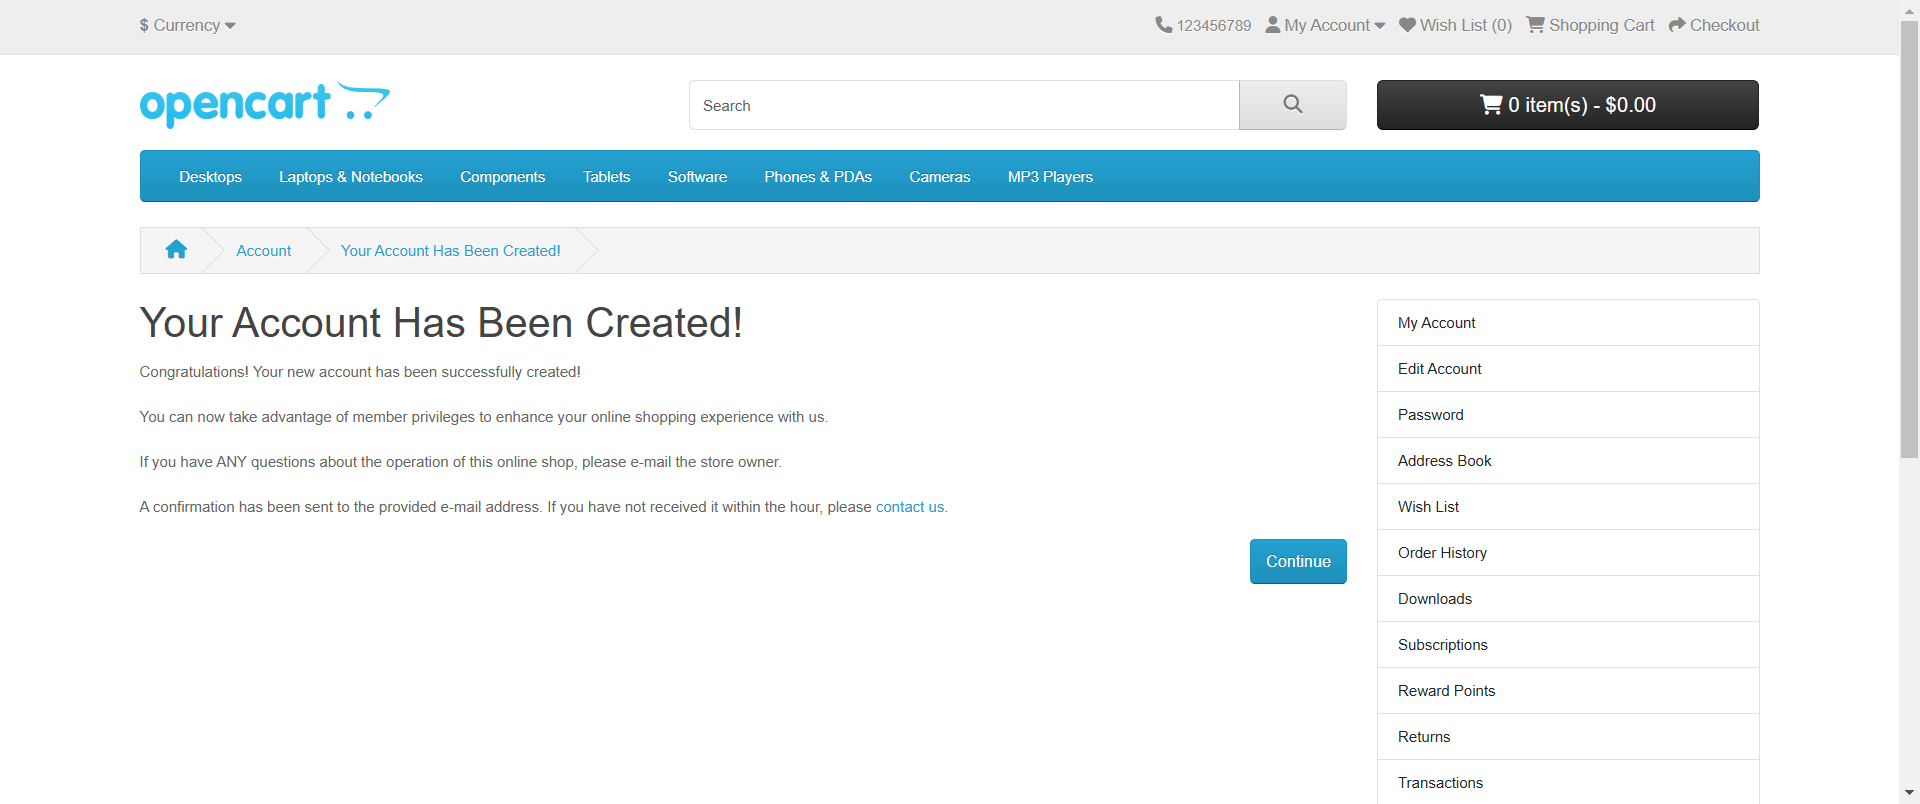 $ Currency
123456789 My Account Wish List (0) Shopping Cart Checkout
opencart
Search
0 item(s) - $0.00
Desktops Laptops & Notebooks Components Tablets Software Phones & PDAs Cameras MP3 Players
Account Your Account Has Been Created!
Your Account Has Been Created!
Congratulations! Your new account has been successfully created!
You can now take advantage of member privileges to enhance your online shopping experience with us.
If you have ANY questions about the operation of this online shop, please e-mail the store owner.
A confirmation has been sent to the provided e-mail address. If you have not received it within the hour, please contact us.
Continue
My Account
Edit Account
Password
Address Book
Wish List
Order History
Downloads
Subscriptions
Reward Points
Returns
Transactions